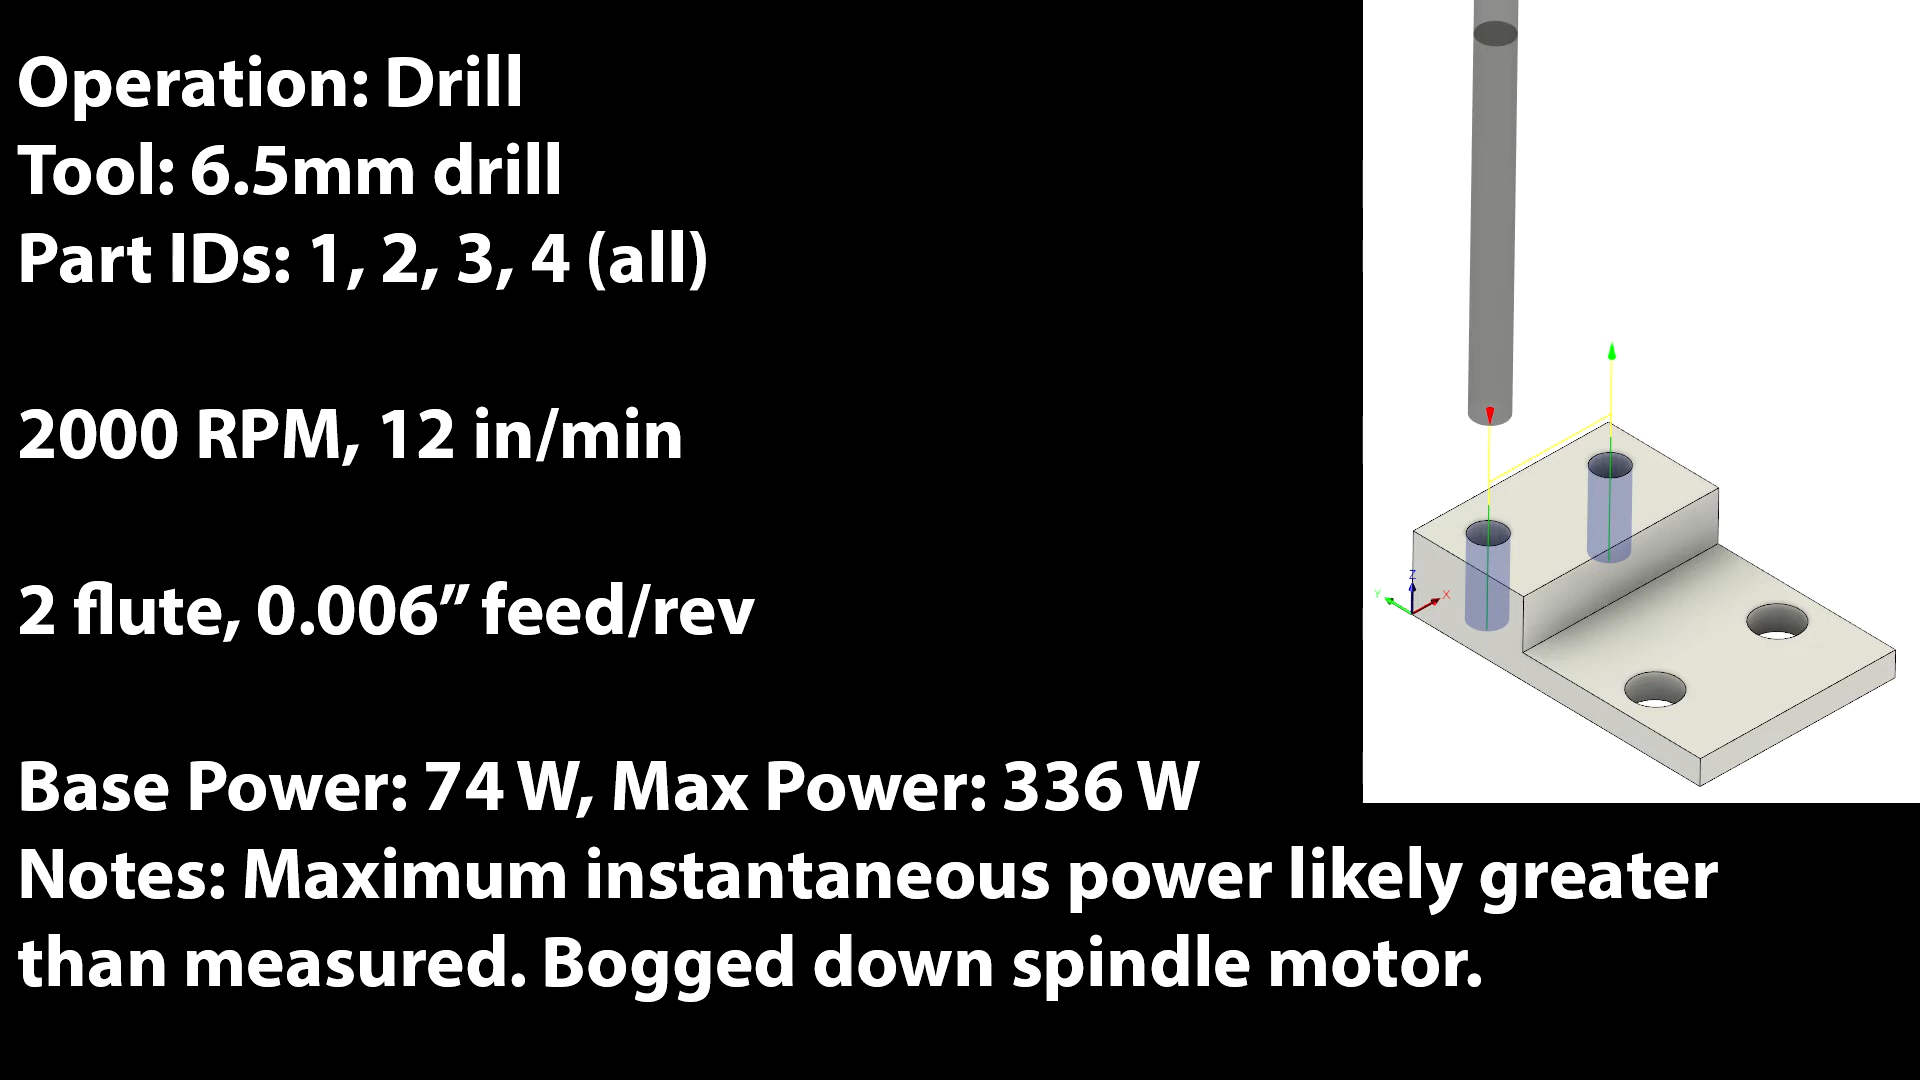 Operation: Drill
Tool: 6.5mm drill
Part IDs: 1, 2, 3, 4 (all)
2000 RPM, 12 in/min
2 flute, 0.006” feed/rev
Base Power: 74 W, Max Power: 336 W
Notes: Maximum instantaneous power likely greater
than measured. Bogged down spindle motor.
Z
Y
X